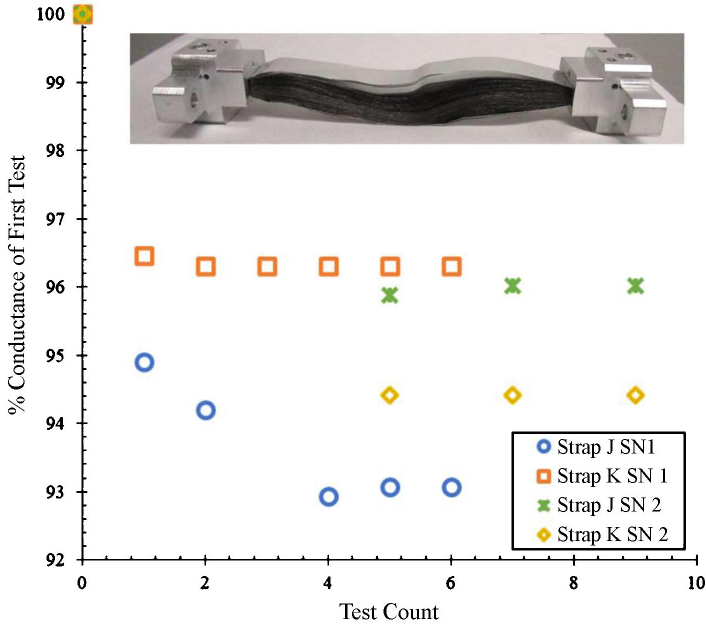 100
99
98
97
96
95
94
93
92
% Conductance of First Test
0
2
4
6
8
10
Test Count
Strap J SN1
Strap K SN 1
Strap J SN 2
Strap K SN 2